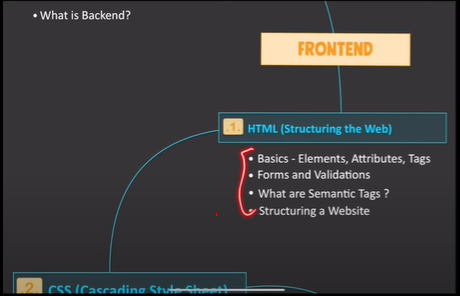 • What is Backend?
FRONTEND
.1. HTML (Structuring the Web)
• Basics - Elements, Attributes, Tags
• Forms and Validations
• What are Semantic Tags ?
• Structuring a Website
.2. CSS (Cascading Style Sheet)